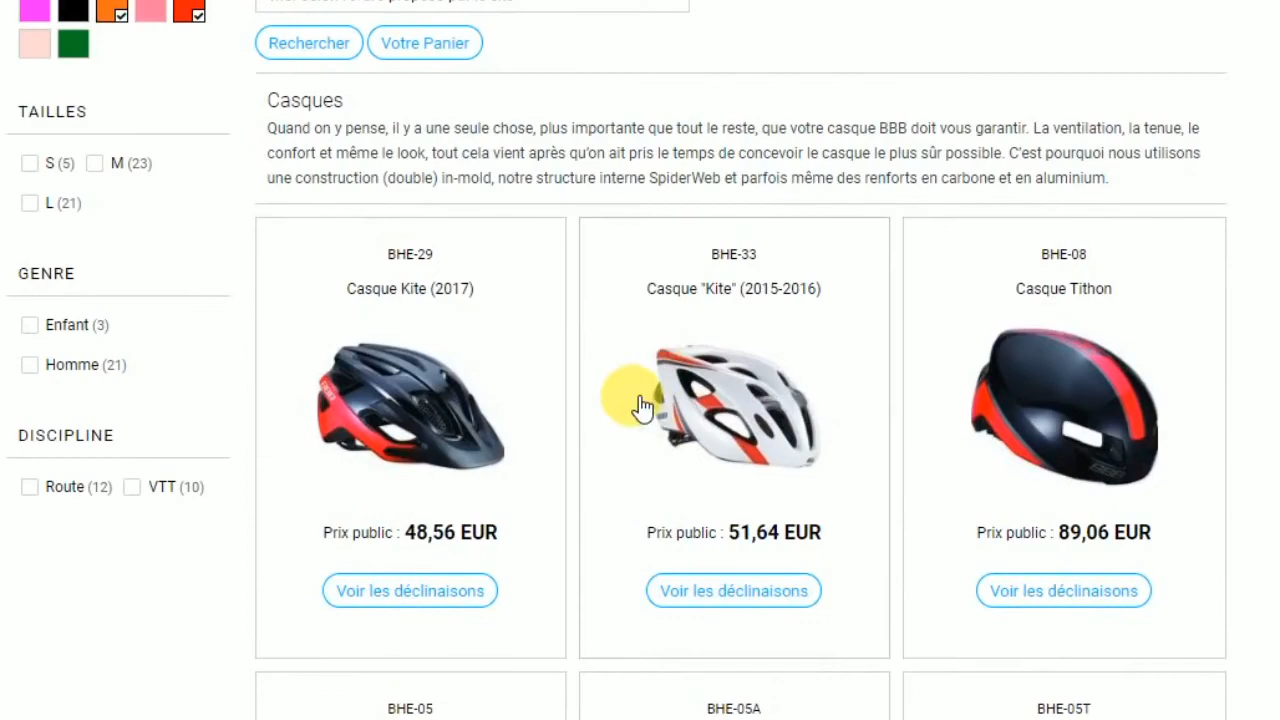 Rechercher
Votre Panier
TAILLES
S (5)
M (23)
L (21)
GENRE
Enfant (3)
Homme (21)
DISCIPLINE
Route (12)
VTT (10)
Casques
Quand on y pense, il y a une seule chose, plus importante que tout le reste, que votre casque BBB doit vous garantir. La ventilation, la tenue, le
confort et même le look, tout cela vient après qu'on ait pris le temps de concevoir le casque le plus sûr possible. C'est pourquoi nous utilisons
une construction (double) in-mold, notre structure interne SpiderWeb et parfois même des renforts en carbone et en aluminium.
BHE-29
Casque Kite (2017)
Prix public : 48,56 EUR
Voir les déclinaisons
BHE-33
Casque "Kite" (2015-2016)
Prix public : 51,64 EUR
Voir les déclinaisons
BHE-08
Casque Tithon
Prix public : 89,06 EUR
Voir les déclinaisons
BHE-05
BHE-05A
BHE-05T